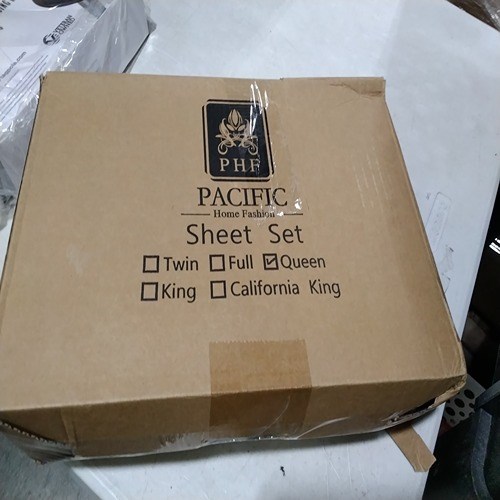 PHF
PACIFIC
Home Fashion
Sheet Set
Twin Full Queen
King California King